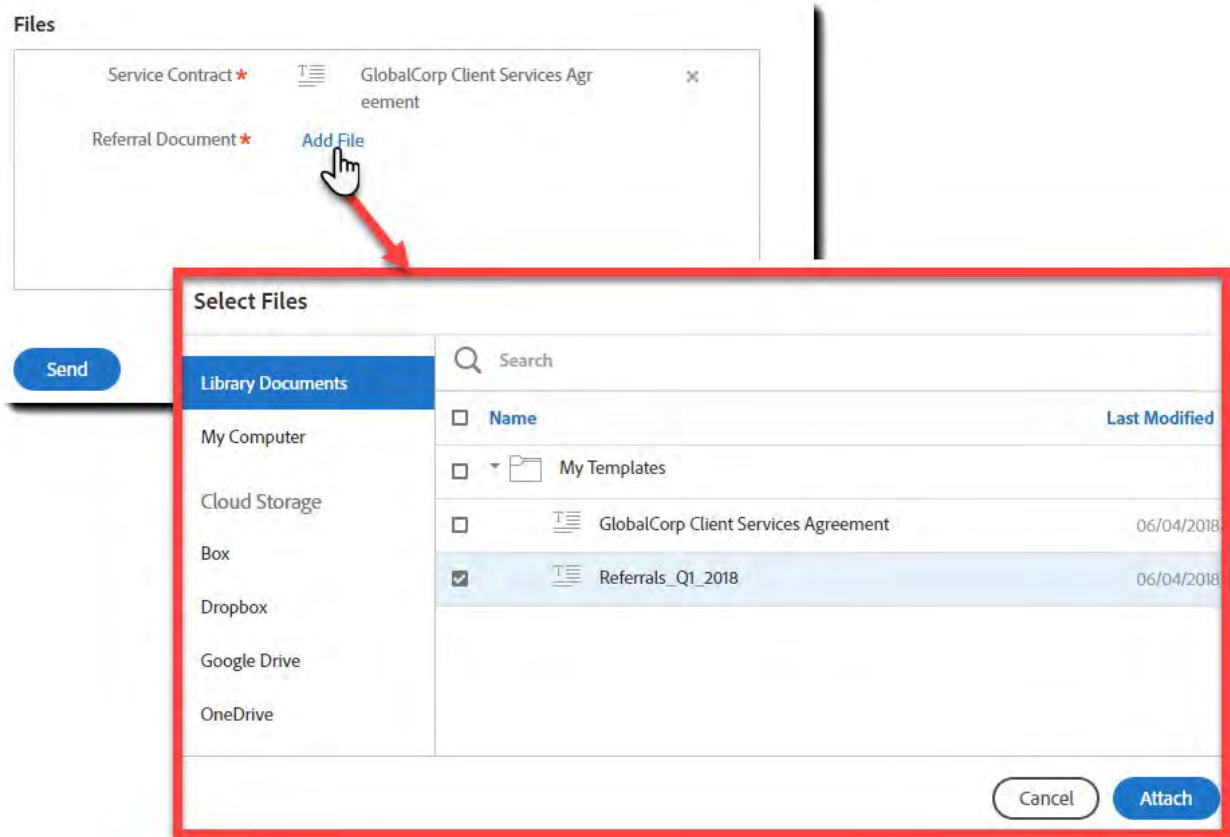 Files
Service Contract * GlobalCorp Client Services Agr
eement
Referral Document * Add File
Select Files
Send
Library Documents
My Computer
Cloud Storage
Box
Dropbox
Google Drive
OneDrive
Search
Name Last Modified
My Templates
GlobalCorp Client Services Agreement 06/04/2018
Referrals_Q1_2018 06/04/2018
Cancel Attach